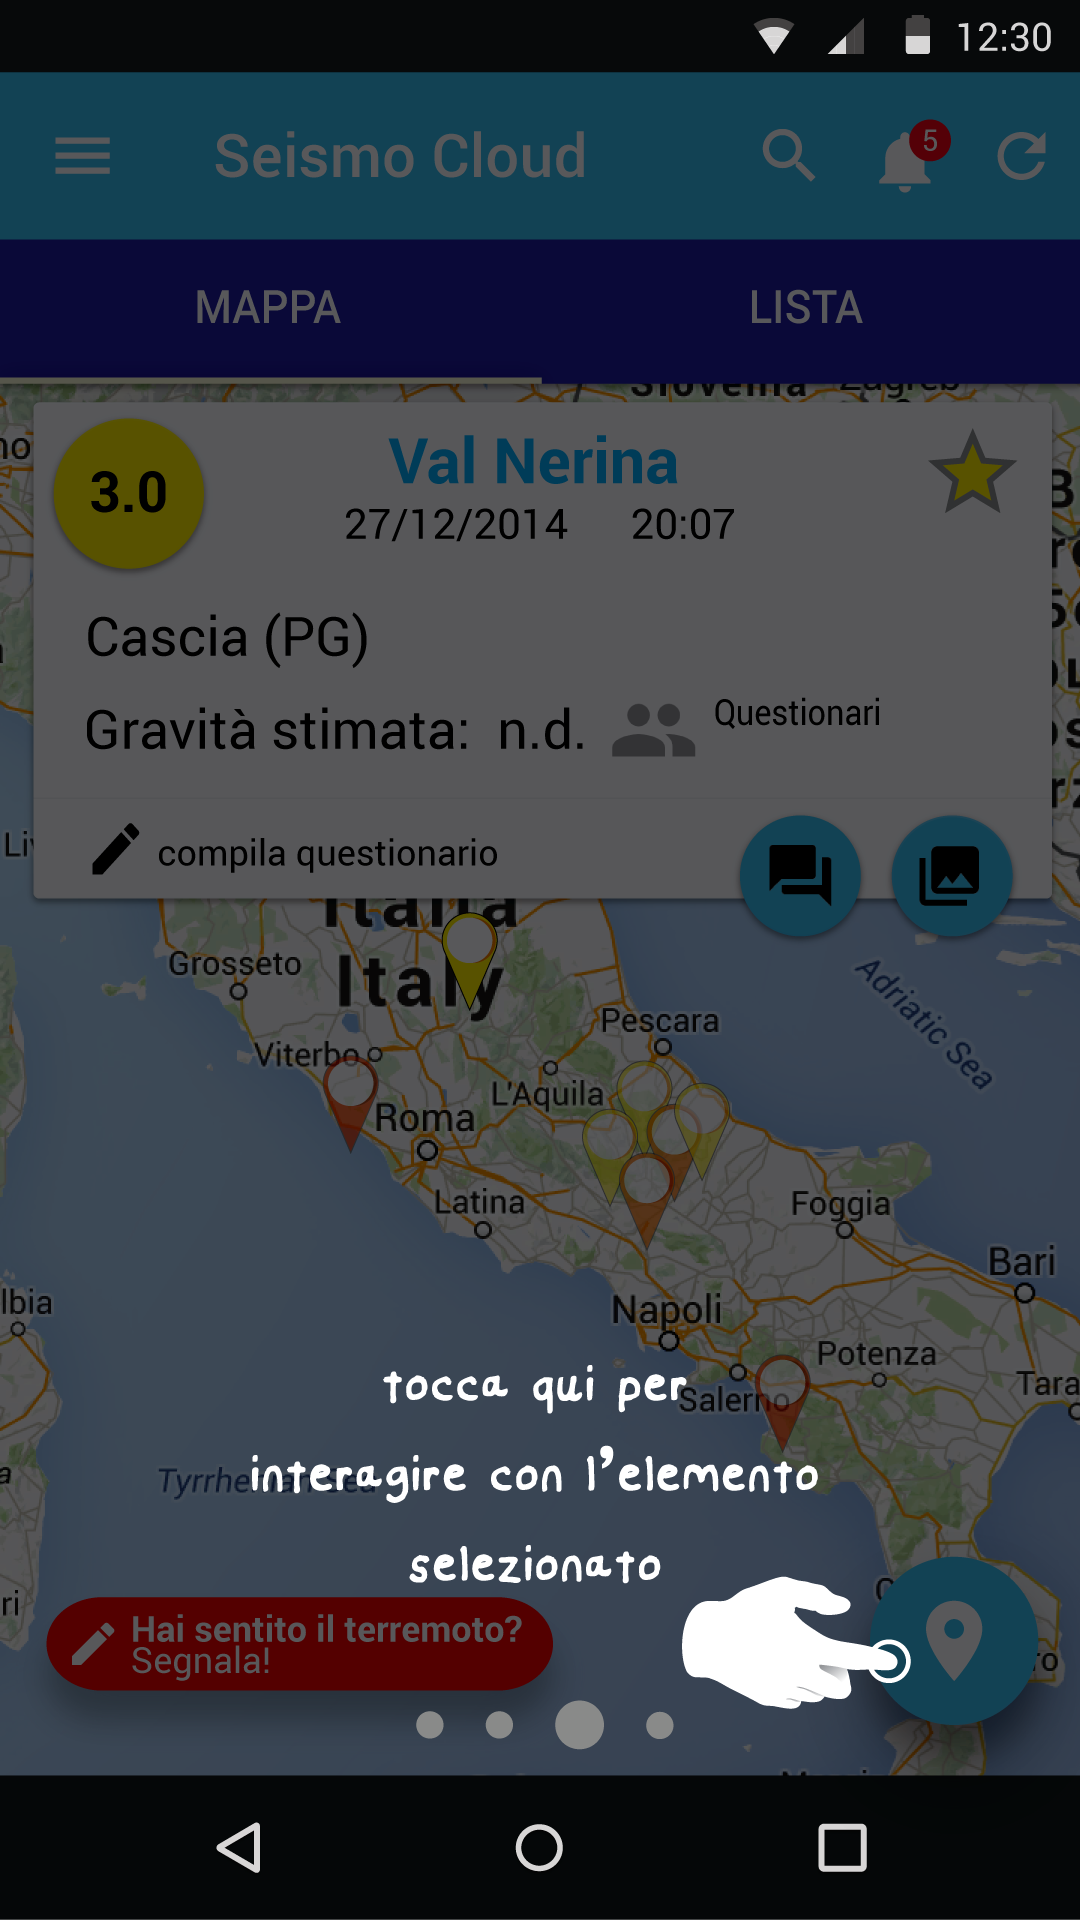 12:30
Seismo Cloud
5
MAPPA
LISTA
3.0
Val Nerina
27/12/2014 20:07
Cascia (PG)
Gravità stimata: n.d.
Questionari
compila questionario
Italia
Italy
Grosseto
Adriatic Sea
Pescara
Viterbo
L'Aquila
Roma
Latina
Foggia
Bari
Napoli
Potenza
Salerno
tocca qui per
interagire con l'elemento
selezionato
Tyrrhenian Sea
Hai sentito il terremoto?
Segnala!